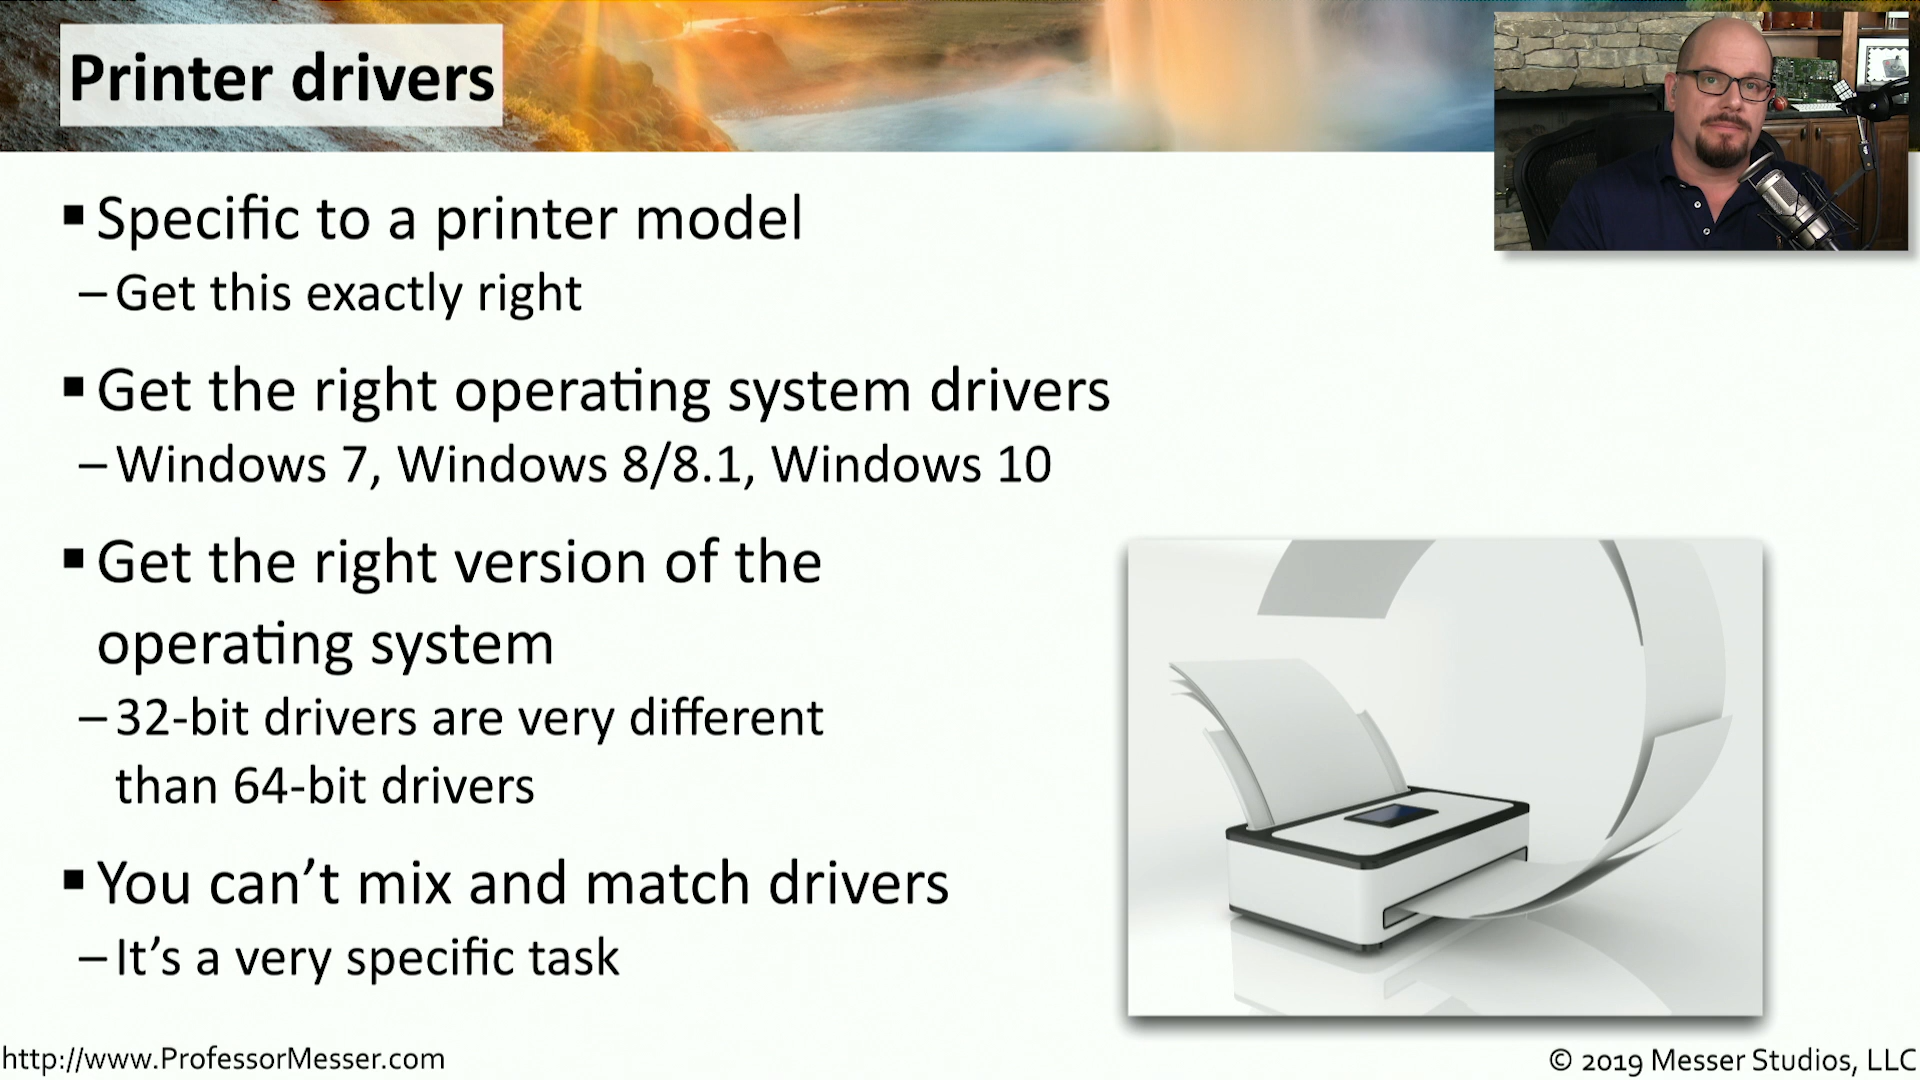 Printer drivers
▪ Specific to a printer model
– Get this exactly right
▪ Get the right operating system drivers
– Windows 7, Windows 8/8.1, Windows 10
▪ Get the right version of the
operating system
– 32-bit drivers are very different
than 64-bit drivers
▪ You can’t mix and match drivers
– It’s a very specific task
http://www.ProfessorMesser.com
© 2019 Messer Studios, LLC